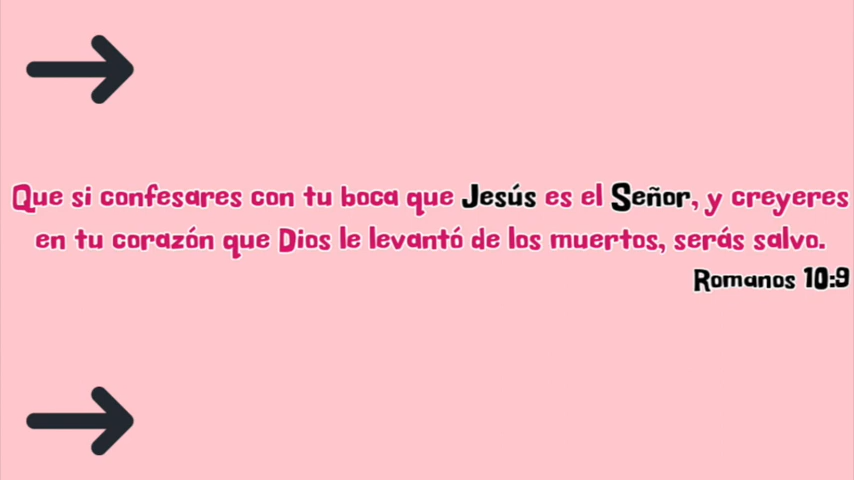 Que si confesares con tu boca que Jesús es el Señor, y creyeres
en tu corazón que Dios le levantó de los muertos, serás salvo.
Romanos 10:9